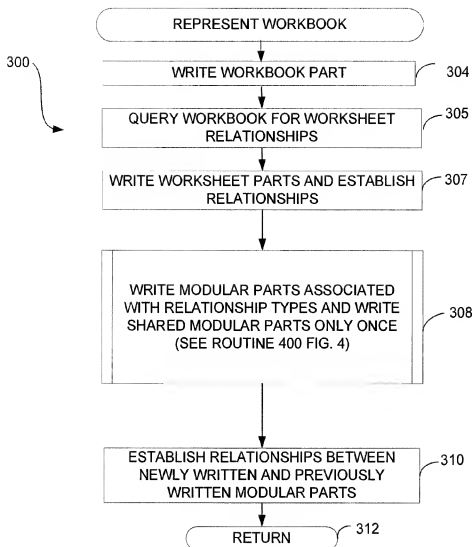 REPRESENT WORKBOOK
300
WRITE WORKBOOK PART
304
QUERY WORKBOOK FOR WORKSHEET
RELATIONSHIPS
305
WRITE WORKSHEET PARTS AND ESTABLISH
RELATIONSHIPS
307
WRITE MODULAR PARTS ASSOCIATED
WITH RELATIONSHIP TYPES AND WRITE
SHARED MODULAR PARTS ONLY ONCE
(SEE ROUTINE 400 FIG. 4)
308
ESTABLISH RELATIONSHIPS BETWEEN
NEWLY WRITTEN AND PREVIOUSLY
WRITTEN MODULAR PARTS
310
RETURN
312